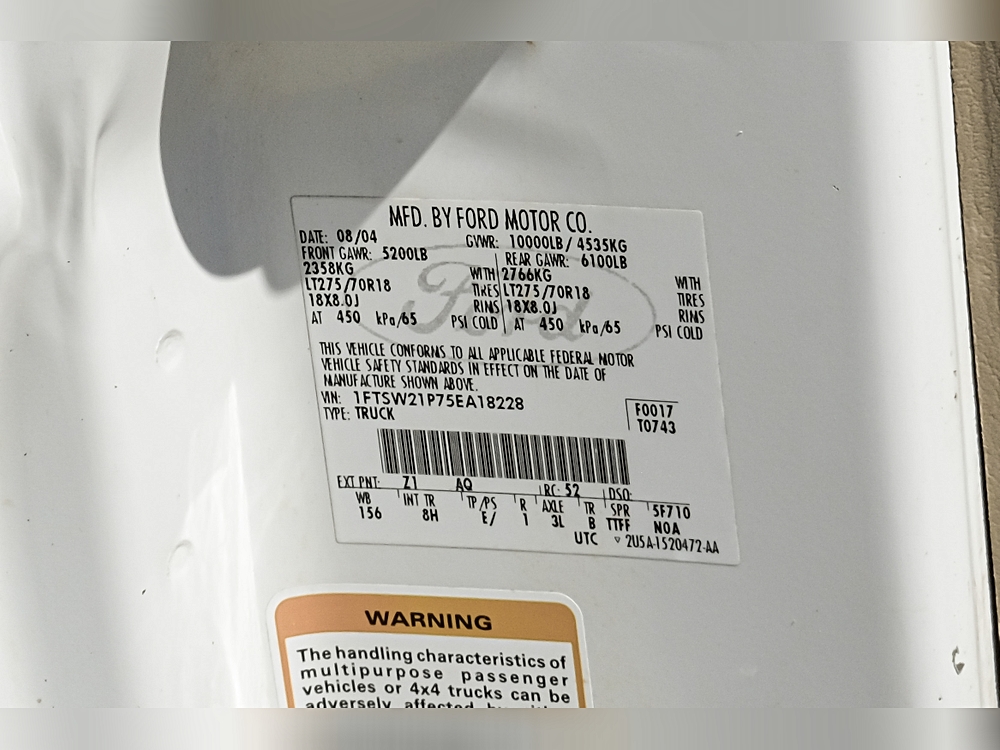 MFD. BY FORD MOTOR CO.
DATE: 08/04 GVWR: 10000LB/ 4535KG
FRONT GAWR: 5200LB REAR GAWR: 6100LB
2358KG WITH 2766KG WITH
LT275/70R18 TIRES LT275/70R18 TIRES
18X8.0J RIMS 18X8.0J RIMS
AT 450 kPa/65 PSI COLD AT 450 kPa/65 PSI COLD
Ford
THIS VEHICLE CONFORMS TO ALL APPLICABLE FEDERAL MOTOR
VEHICLE SAFETY STANDARDS IN EFFECT ON THE DATE OF
MANUFACTURE SHOWN ABOVE.
VIN: 1FTSW21P75EA18228 F0017
TYPE: TRUCK T0743
EXT PNT: Z1 AQ RC: 52 DSO:
WB INT TR TP/PS R AXLE TR SPR 5F710
156 8H E/ 1 3L B TTFF N0A
UTC ▽ 2U5A-1520472-AA
WARNING
The handling characteristics of
multipurpose passenger
vehicles or 4x4 trucks can be
adversely affected